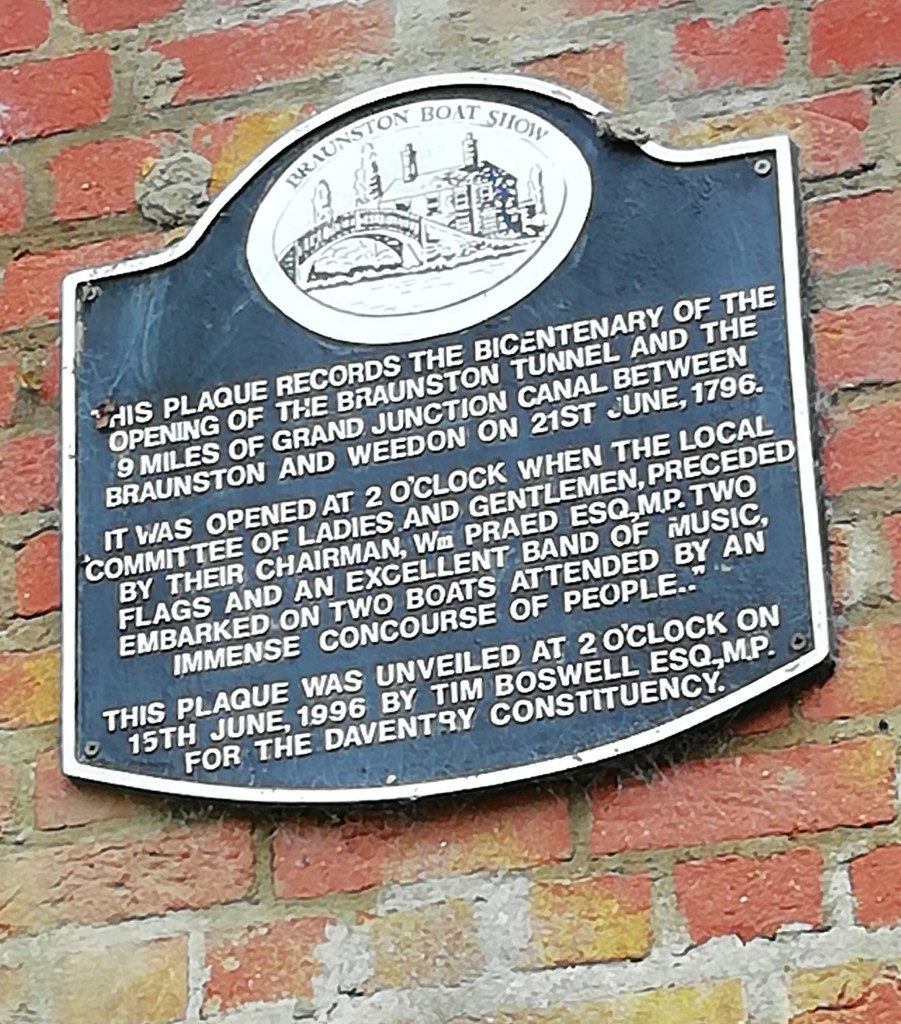 BRAUNSTON BOAT SHOW
THIS PLAQUE RECORDS THE BICENTENARY OF THE
OPENING OF THE BRAUNSTON TUNNEL AND THE
9 MILES OF GRAND JUNCTION CANAL BETWEEN
BRAUNSTON AND WEEDON ON 21ST JUNE, 1796.
IT WAS OPENED AT 2 O'CLOCK WHEN THE LOCAL
COMMITTEE OF LADIES AND GENTLEMEN, PRECEDED
BY THEIR CHAIRMAN, Wm PRAED ESQ., M.P. TWO
FLAGS AND AN EXCELLENT BAND OF MUSIC,
EMBARKED ON TWO BOATS ATTENDED BY AN
IMMENSE CONCOURSE OF PEOPLE.."
THIS PLAQUE WAS UNVEILED AT 2 O'CLOCK ON
15TH JUNE, 1996 BY TIM BOSWELL ESQ., M.P.
FOR THE DAVENTRY CONSTITUENCY.